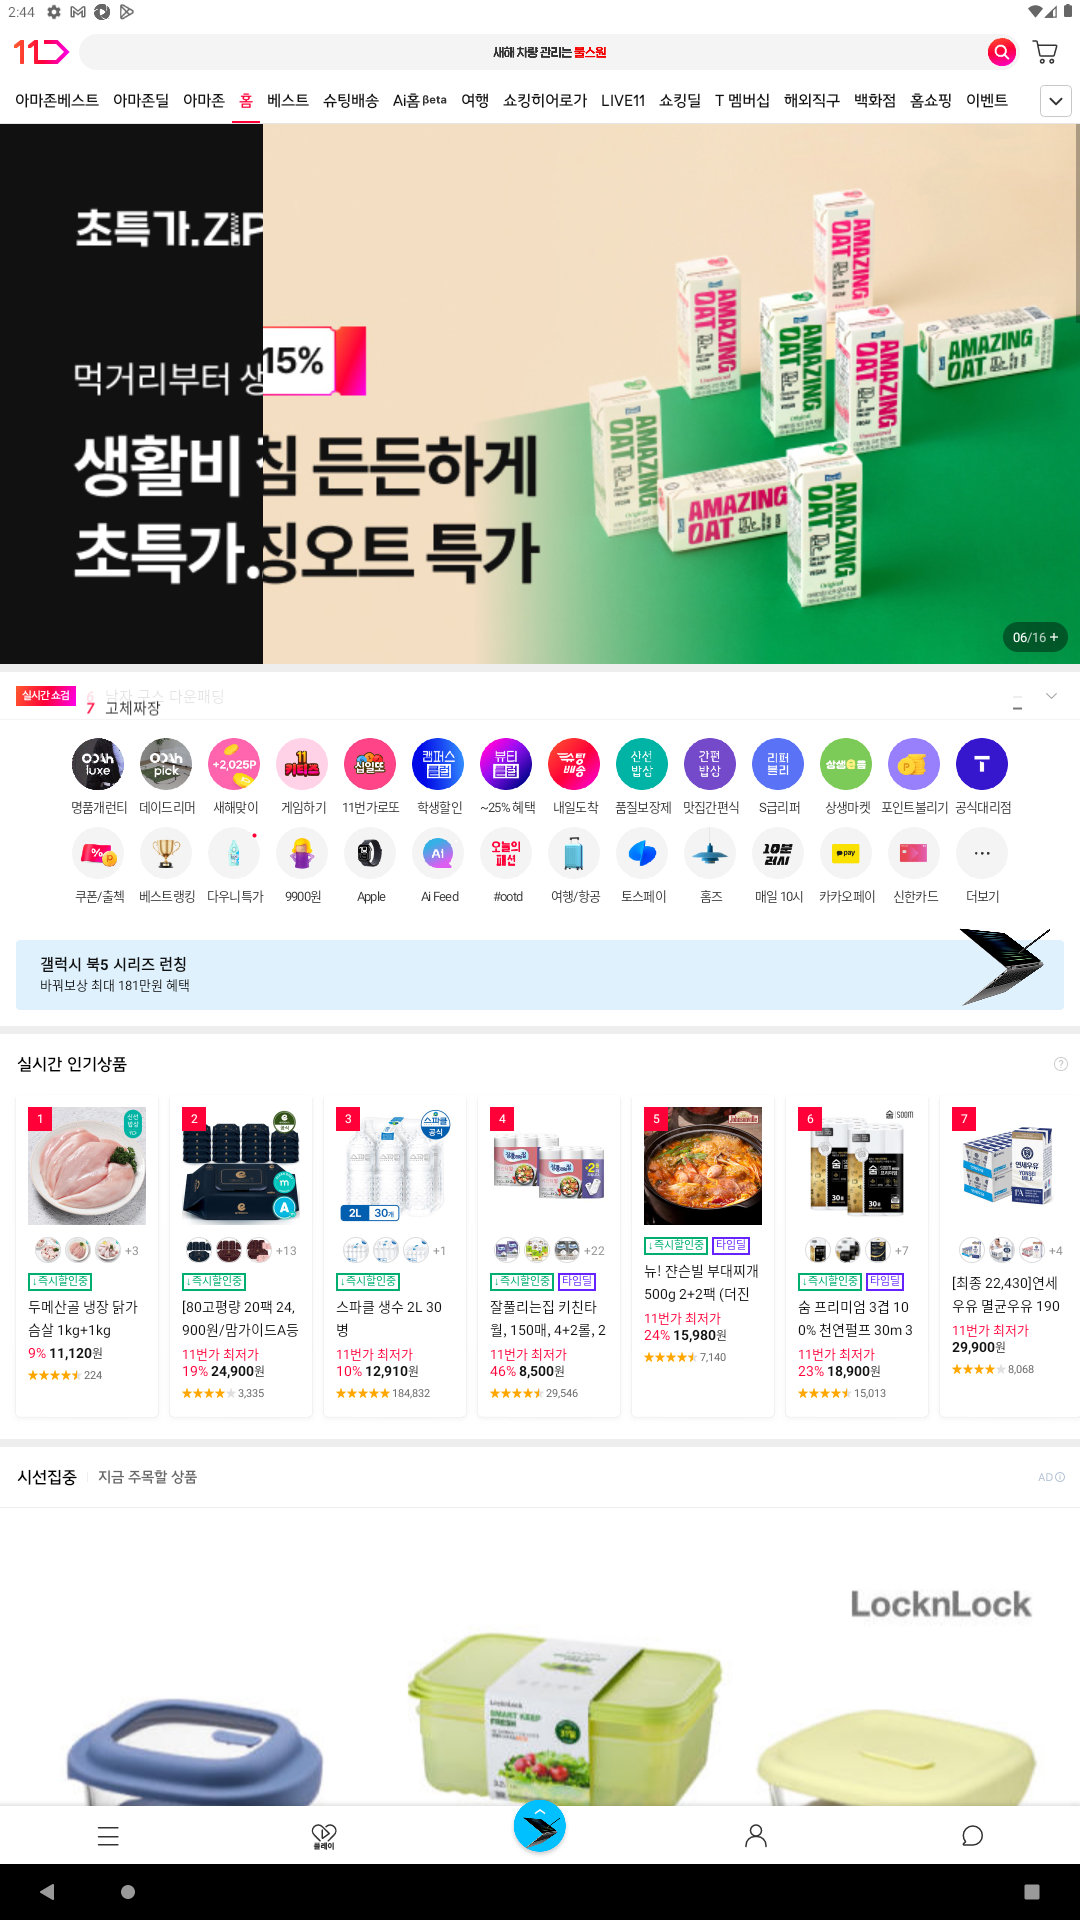 2:44
11
새해 차량 관리는 불스원
아마존베스트 아마존딜 아마존 홈 베스트 슈팅배송 Ai홈 Beta 여행 쇼킹히어로가 LIVE11 쇼킹딜 T 멤버십 해외직구 백화점 홈쇼핑 이벤트
초특가.ZIP
15%
먹거리부터 생
생활비
침 든든하게
초특가.
징오트 특가
AMAZING OAT
06/16 +
실시간 쇼검
6 남자 구스 다운패딩
7 고체짜장
명품개런티 데이드리머 새해맞이 게임하기 11번가로또 학생할인 ~25% 혜택 내일도착 품질보장제 맛집간편식 S급리퍼 상생마켓 포인트불리기 공식대리점
쿠폰/출첵 베스트랭킹 다우니특가 9900원 Apple Ai Feed #ootd 여행/항공 토스페이 홈즈 매일 10시 카카오페이 신한카드 더보기
갤럭시 북5 시리즈 런칭
바꿔보상 최대 181만원 혜택
실시간 인기상품
1
+3
↓즉시할인중
두메산골 냉장 닭가
슴살 1kg+1kg
9% 11,120원
224
2
+13
↓즉시할인중
[80고평량 20팩 24,
900원/맘가이드A등
11번가 최저가
19% 24,900원
3,335
3
스파클 공식
2L 30개
+1
↓즉시할인중
스파클 생수 2L 30
병
11번가 최저가
10% 12,910원
184,832
4
+22
↓즉시할인중 타임딜
잘풀리는집 키친타
월, 150매, 4+2롤, 2
11번가 최저가
46% 8,500원
29,546
5
Johnsonville
↓즉시할인중 타임딜
뉴! 쟌슨빌 부대찌개
500g 2+2팩 (더진
11번가 최저가
24% 15,980원
7,140
6
숨 soom
+7
↓즉시할인중 타임딜
숨 프리미엄 3겹 10
0% 천연펄프 30m 3
11번가 최저가
23% 18,900원
15,013
7
연세우유
+4
[최종 22,430]연세
우유 멸균우유 190
11번가 최저가
29,900원
8,068
시선집중 지금 주목할 상품
AD
LocknLock
LocknLock
SMART KEEP
FRESH
플레이